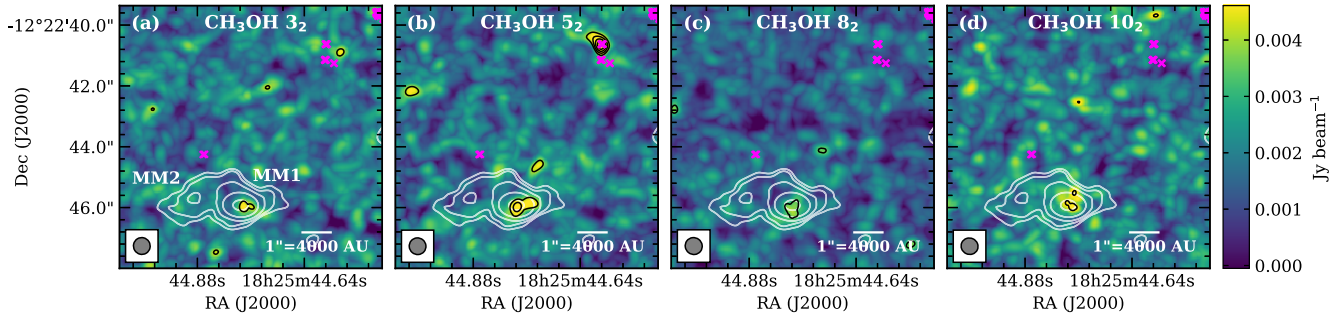 (a) CH₃OH 3₂
(b) CH₃OH 5₂
(c) CH₃OH 8₂
(d) CH₃OH 10₂
-12°22'40.0"
42.0"
44.0"
46.0"
Dec (J2000)
MM2 MM1
1"=4000 AU
1"=4000 AU
1"=4000 AU
1"=4000 AU
44.88s 18h25m44.64s
44.88s 18h25m44.64s
44.88s 18h25m44.64s
44.88s 18h25m44.64s
RA (J2000)
RA (J2000)
RA (J2000)
RA (J2000)
0.004
0.003
0.002
0.001
0.000
Jy beam⁻¹